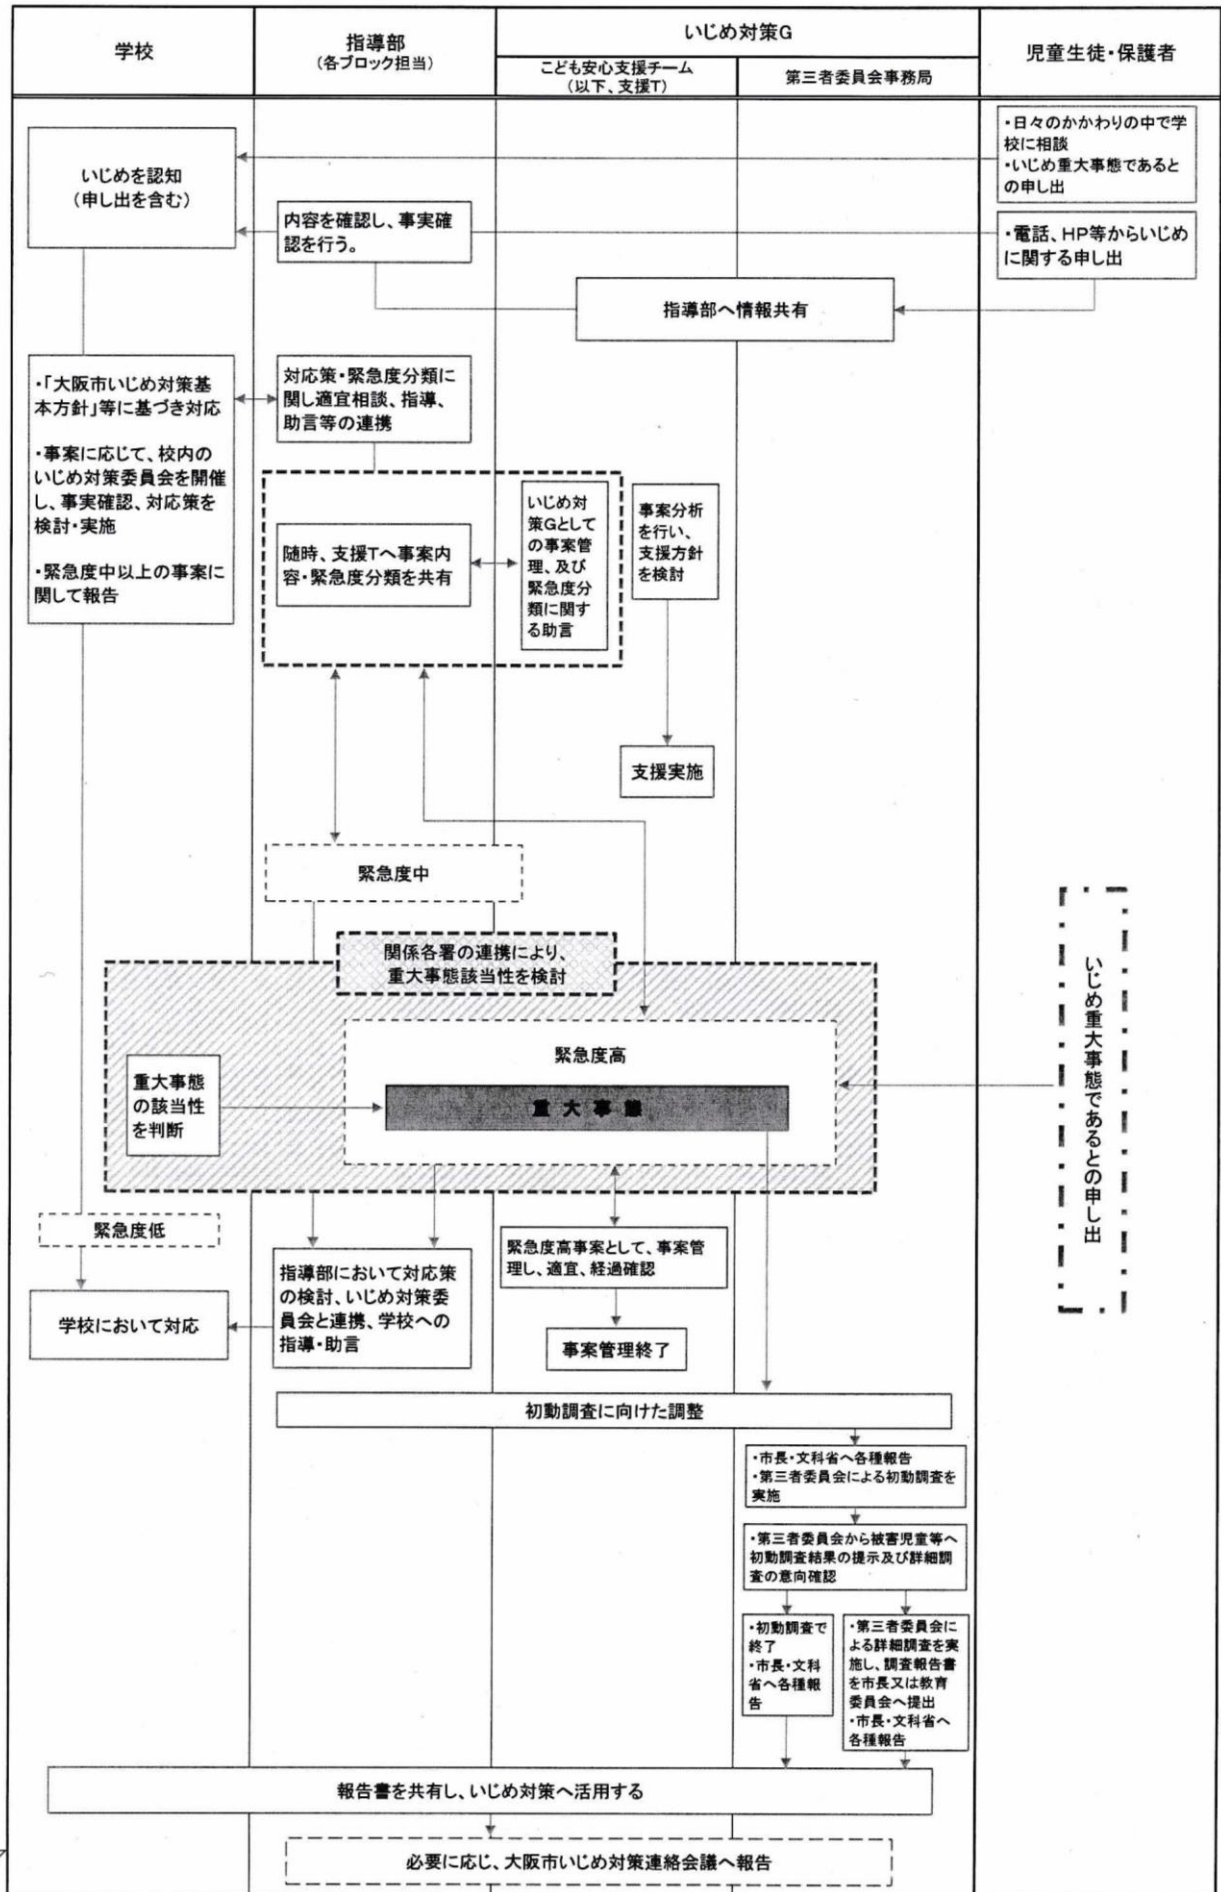 学校
指導部
(各ブロック担当)
いじめ対策G
こども安心支援チーム
(以下、支援T)
第三者委員会事務局
児童生徒・保護者
・日々のかかわりの中で学
校に相談
・いじめ重大事態であると
の申し出
いじめを認知
(申し出を含む)
内容を確認し、事実確
認を行う。
・電話、HP等からいじめ
に関する申し出
指導部へ情報共有
・「大阪市いじめ対策基
本方針」等に基づき対応
・事案に応じて、校内の
いじめ対策委員会を開催
し、事実確認、対応策を
検討・実施
・緊急度中以上の事案に
関して報告
対応策・緊急度分類に
関し適宜相談、指導、
助言等の連携
随時、支援Tへ事案内
容・緊急度分類を共有
いじめ対
策Gとして
の事案管
理、及び
緊急度分
類に関す
る助言
事案分析
を行い、
支援方針
を検討
支援実施
緊急度中
関係各署の連携により、
重大事態該当性を検討
緊急度高
重大事態
重大事態
の該当性
を判断
いじめ重大事態であるとの申し出
緊急度低
学校において対応
指導部において対応策
の検討、いじめ対策委
員会と連携、学校への
指導・助言
緊急度高事案として、事案管
理し、適宜、経過確認
事案管理終了
初動調査に向けた調整
・市長・文科省へ各種報告
・第三者委員会による初動調査を
実施
・第三者委員会から被害児童等へ
初動調査結果の提示及び詳細調
査の意向確認
・初動調査で
終了
・市長・文科
省へ各種報
告
・第三者委員会に
よる詳細調査を実
施し、調査報告書
を市長又は教育
委員会へ提出
・市長・文科省へ
各種報告
報告書を共有し、いじめ対策へ活用する
必要に応じ、大阪市いじめ対策連絡会議へ報告